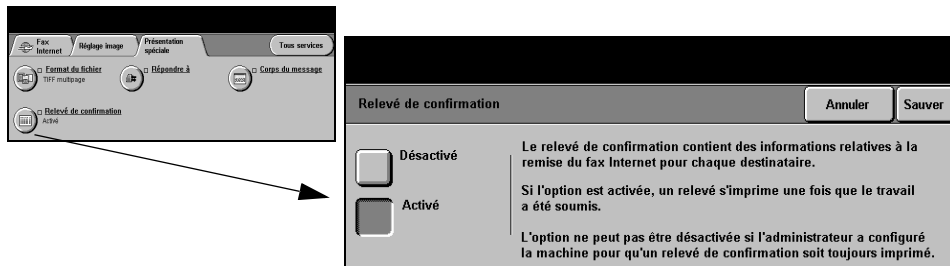 Fax
Internet
Réglage image
Présentation
spéciale
Tous services
Format du fichier
TIFF multipage
Répondre à
Corps du message
Relevé de confirmation
Activé
Relevé de confirmation
Annuler
Sauver
Désactivé
Activé
Le relevé de confirmation contient des informations relatives à la
remise du fax Internet pour chaque destinataire.
Si l'option est activée, un relevé s'imprime une fois que le travail
a été soumis.
L'option ne peut pas être désactivée si l'administrateur a configuré
la machine pour qu'un relevé de confirmation soit toujours imprimé.